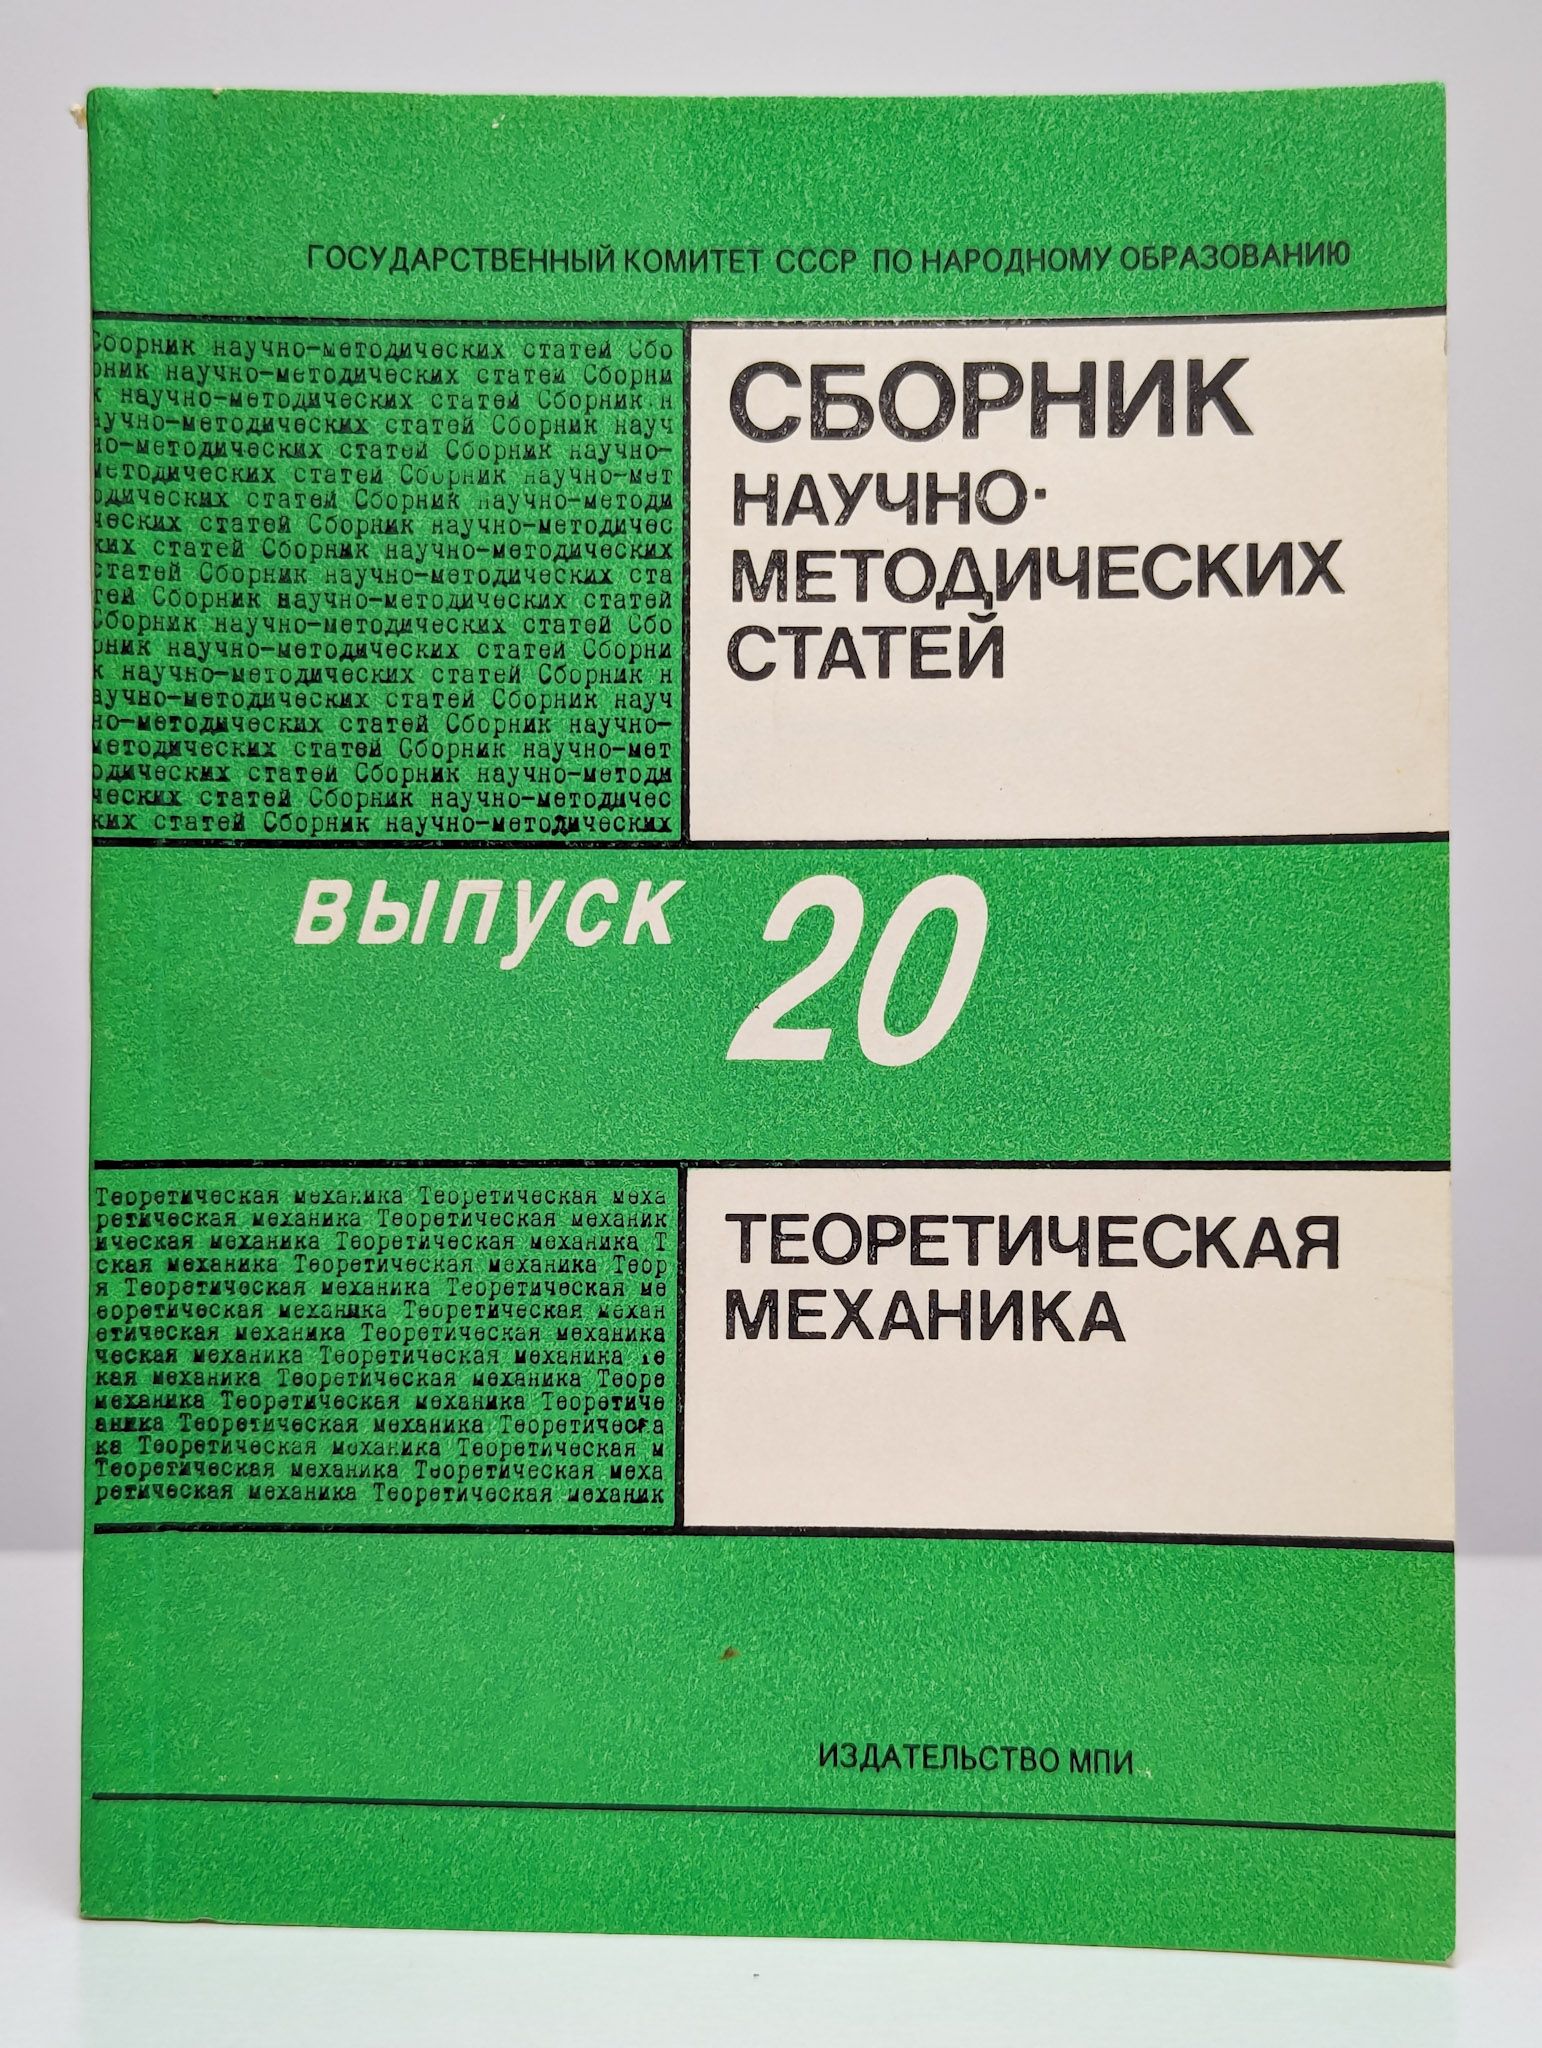 ГОСУДАРСТВЕННЫЙ КОМИТЕТ СССР ПО НАРОДНОМУ ОБРАЗОВАНИЮ
Сборник научно-методических статей Сбо
рник научно-методических статей Сборни
к научно-методических статей Сборник н
аучно-методических статей Сборник науч
но-методических статей Сборник научно-
методических статей Сборник научно-мет
одических статей Сборник научно-методи
ческих статей Сборник научно-методичес
ких статей Сборник научно-методических
статей Сборник научно-методических ста
тей Сборник научно-методических статей
Сборник научно-методических статей Сбо
рник научно-методических статей Сборни
к научно-методических статей Сборник н
аучно-методических статей Сборник науч
но-методических статей Сборник научно-
методических статей Сборник научно-мет
одических статей Сборник научно-методи
ческих статей Сборник научно-методичес
ких статей Сборник научно-методических
СБОРНИК
НАУЧНО-
МЕТОДИЧЕСКИХ
СТАТЕЙ
ВЫПУСК 20
Теоретическая механика Теоретическая меха
ретическая механика Теоретическая механик
ическая механика Теоретическая механика Т
ская механика Теоретическая механика Теор
я Теоретическая механика Теоретическая ме
еоретическая механика Теоретическая механ
етическая механика Теоретическая механика
ческая механика Теоретическая механика Те
кая механика Теоретическая механика Теоре
механика Теоретическая механика Теоретиче
аника Теоретическая механика Теоретическа
ка Теоретическая механика Теоретическая м
Теоретическая механика Теоретическая меха
ретическая механика Теоретическая механик
ТЕОРЕТИЧЕСКАЯ
МЕХАНИКА
ИЗДАТЕЛЬСТВО МПИ